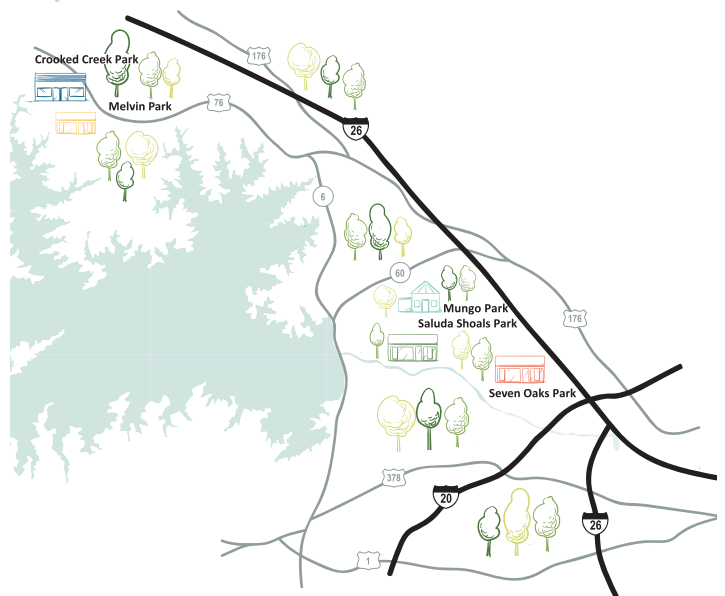 176
Crooked Creek Park
76
Melvin Park
26
6
60
Mungo Park
Saluda Shoals Park
176
Seven Oaks Park
378
20
26
1